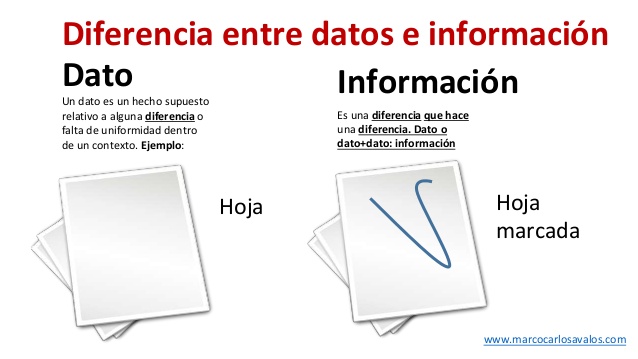 Diferencia entre datos e información
Dato
Un dato es un hecho supuesto
relativo a alguna diferencia o
falta de uniformidad dentro
de un contexto. Ejemplo:
Hoja
Información
Es una diferencia que hace
una diferencia. Dato o
dato+dato: información
Hoja
marcada
www.marcocarlosavalos.com